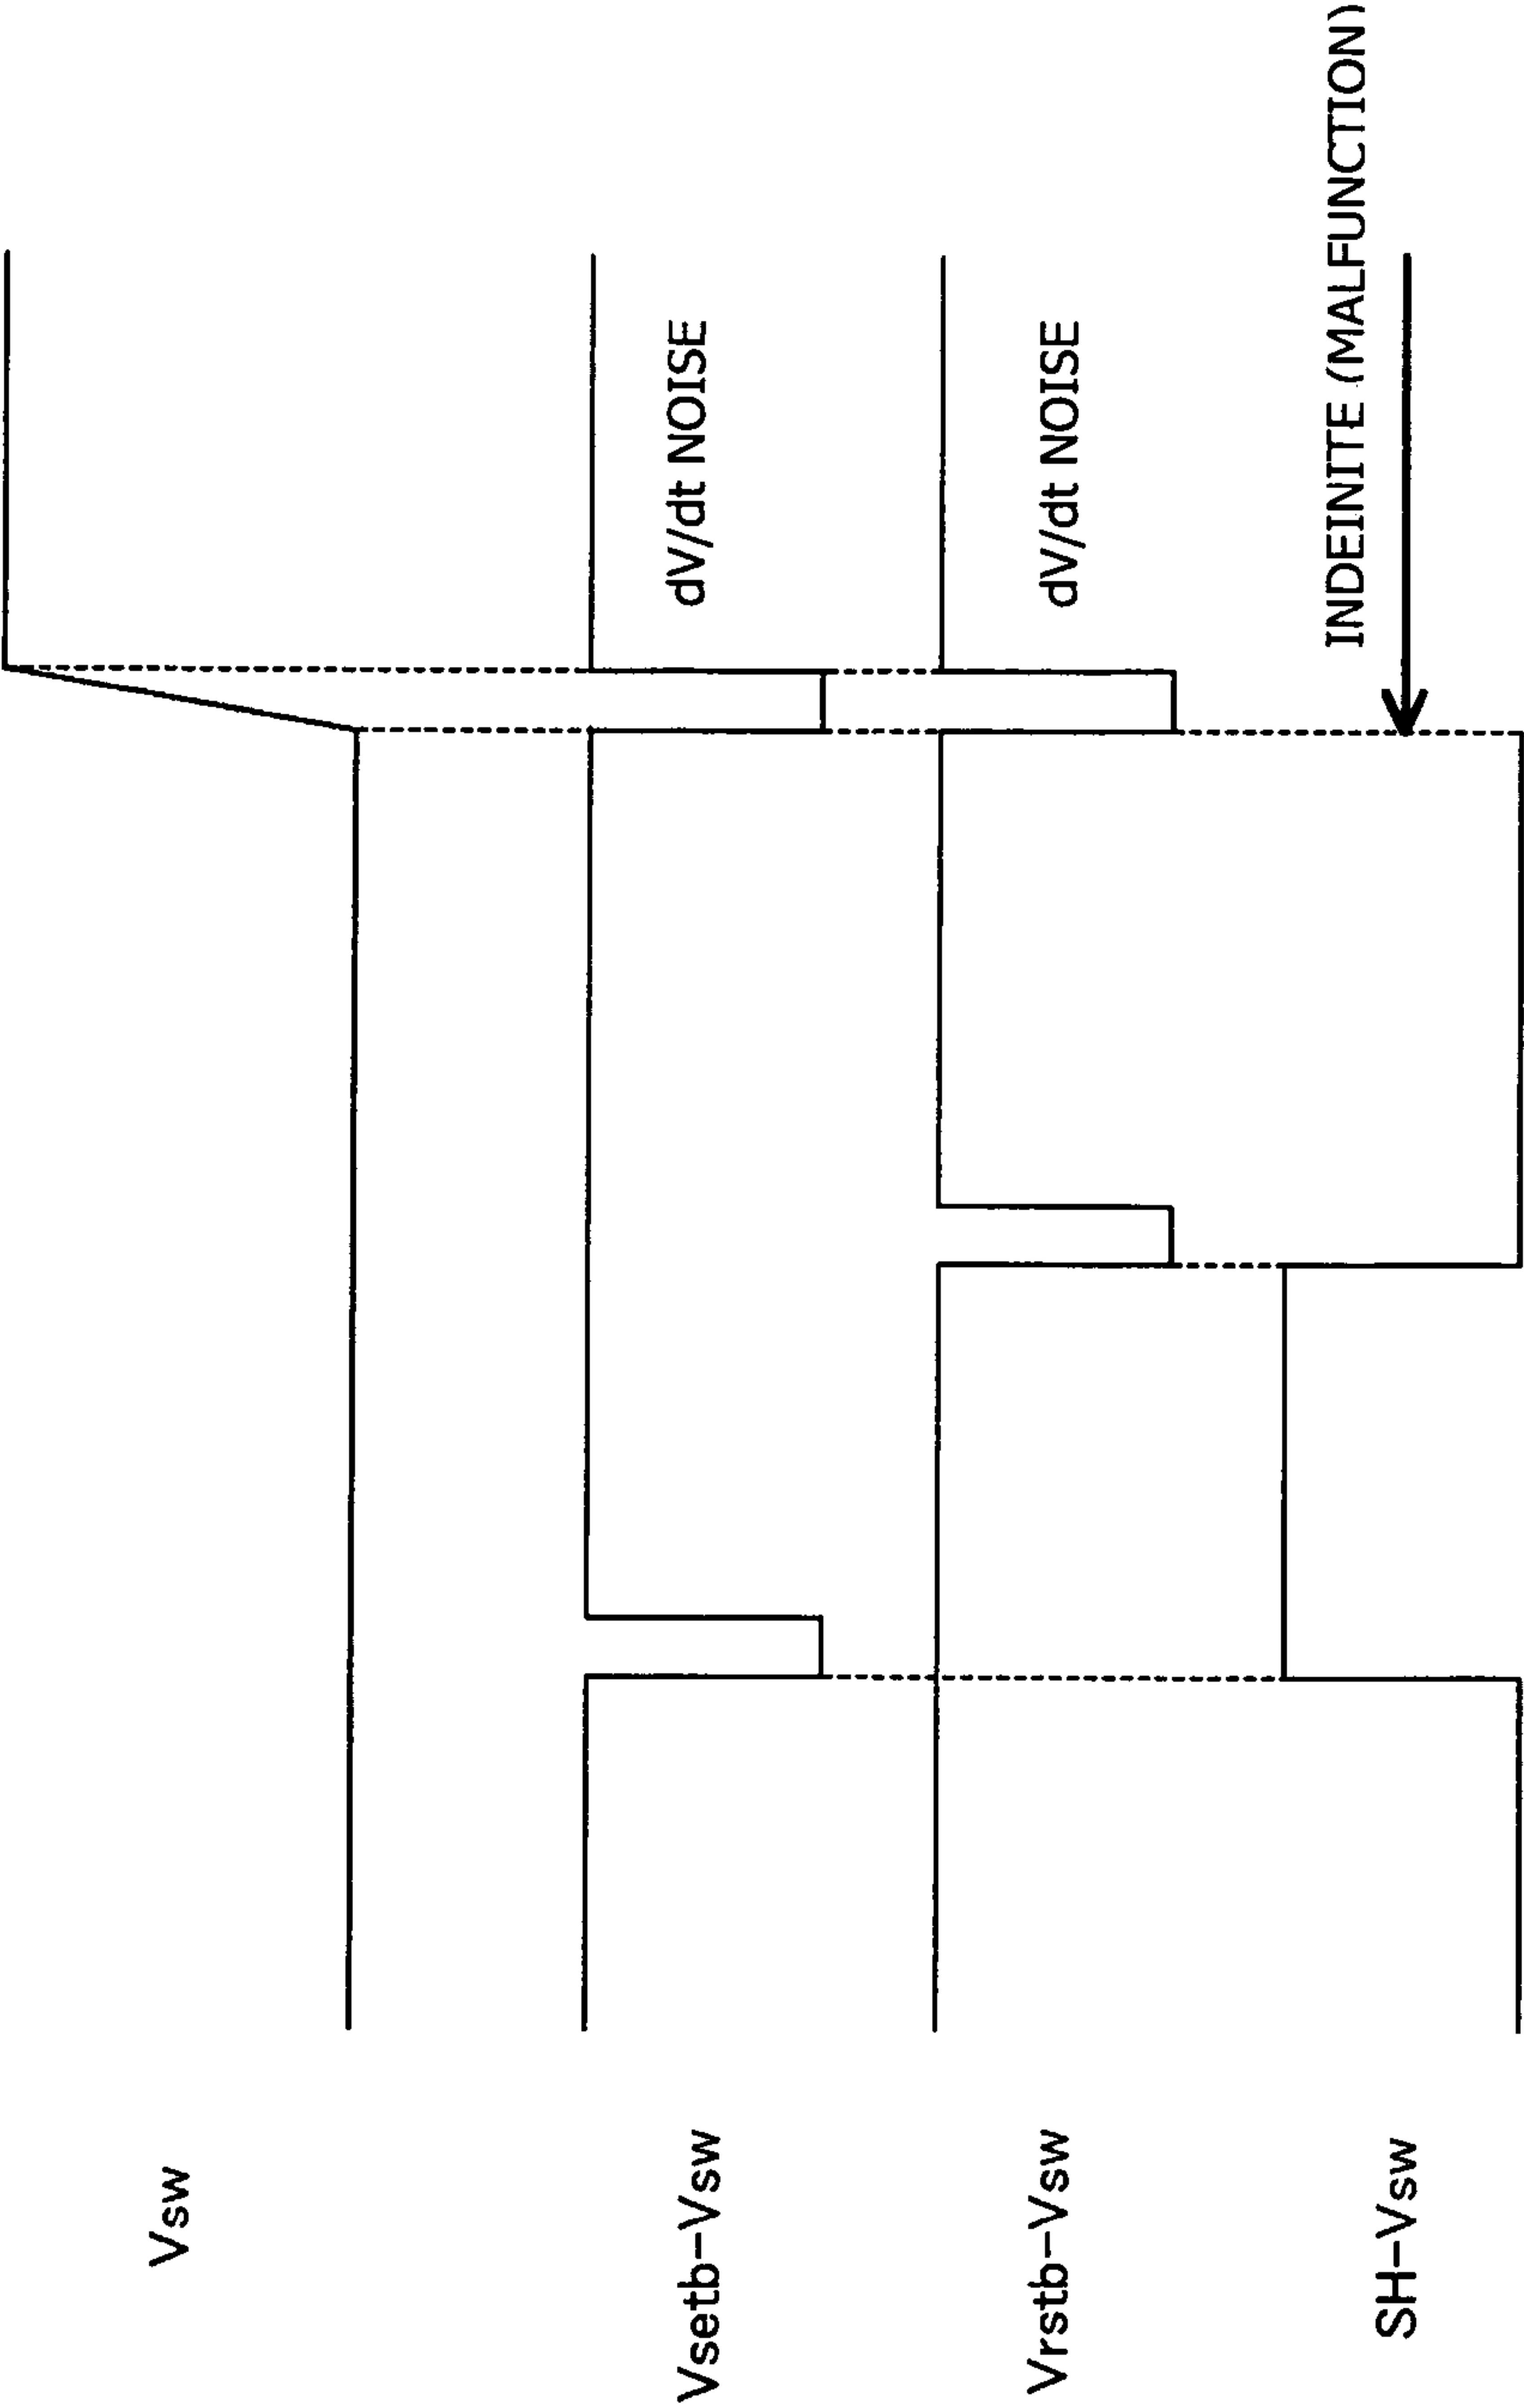 Vsw
Vsetb-Vsw
dV/dt NOISE
Vrstb-Vsw
dV/dt NOISE
SH-Vsw
INDEINITE (MALFUNCTION)